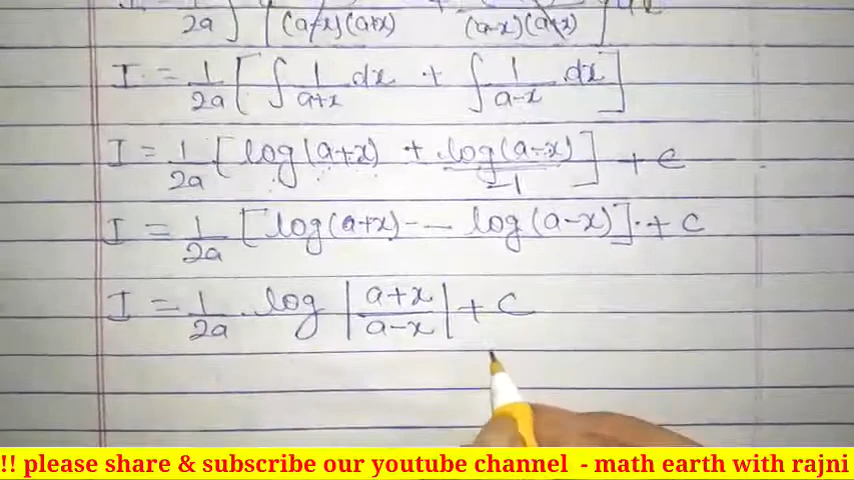 2a (a-x)(a+x) + (a-x)(a+x)
I = 1/2a [ ∫ 1/a+x dx + ∫ 1/a-x dx ]
I = 1/2a [ log(a+x) + log(a-x)/-1 ] + c
I = 1/2a [ log(a+x) - log(a-x) ] + c
I = 1/2a . log | a+x/a-x | + c
!! please share & subscribe our youtube channel - math earth with rajni